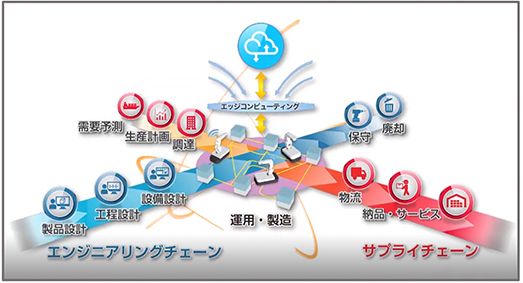 エッジコンピューティング
需要予測
生産計画
調達
保守
廃却
製品設計
工程設計
設備設計
運用・製造
物流
納品・サービス
エンジニアリングチェーン
サプライチェーン